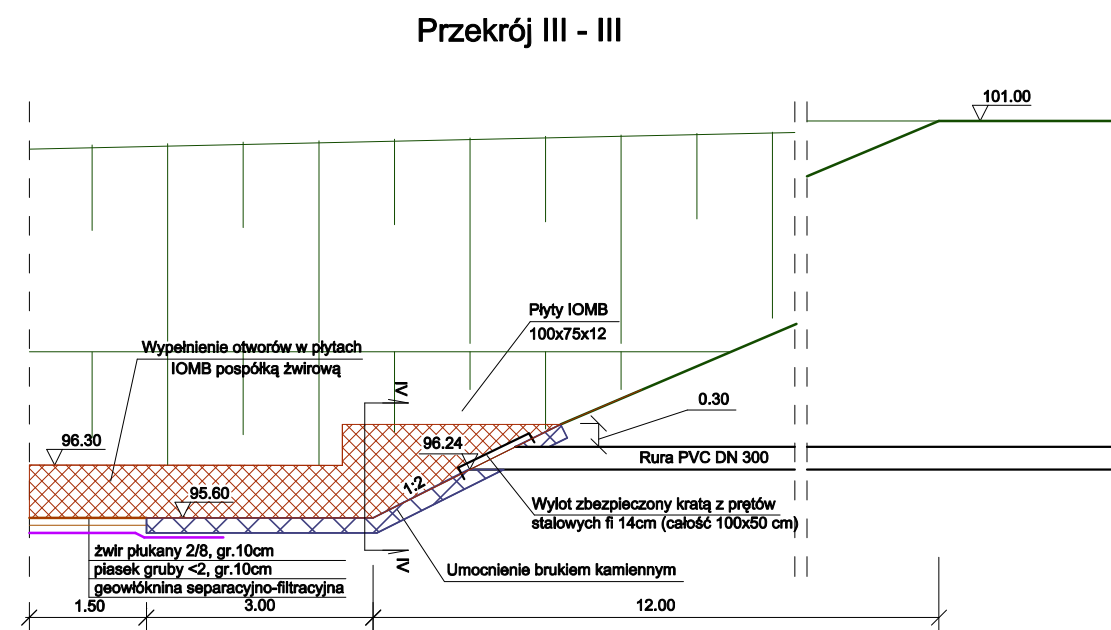 Przekrój III - III
101.00
Płyty IOMB
100x75x12
Wypełnienie otworów w płytach
IOMB pospółką żwirową
IV
0.30
96.30
96.24
Rura PVC DN 300
1:2
95.60
Wylot zbezpieczony kratą z prętów
stalowych fi 14cm (całość 100x50 cm)
żwir płukany 2/8, gr.10cm
piasek gruby <2, gr.10cm
geowłóknina separacyjno-filtracyjna
IV
Umocnienie brukiem kamiennym
1.50
3.00
12.00